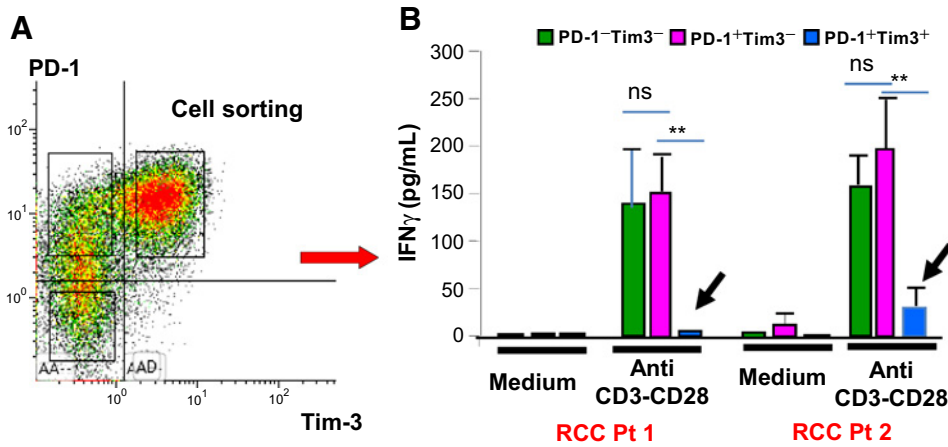 A
PD-1
Cell sorting
10²
10¹
10⁰
AA--
AAD
10⁰ 10¹ 10²
Tim-3
B
PD-1⁻Tim3⁻ PD-1⁺Tim3⁻ PD-1⁺Tim3⁺
IFNγ (pg/mL)
300
250
200
150
100
50
0
ns
**
ns
**
Medium
Anti
CD3-CD28
Medium
Anti
CD3-CD28
RCC Pt 1
RCC Pt 2